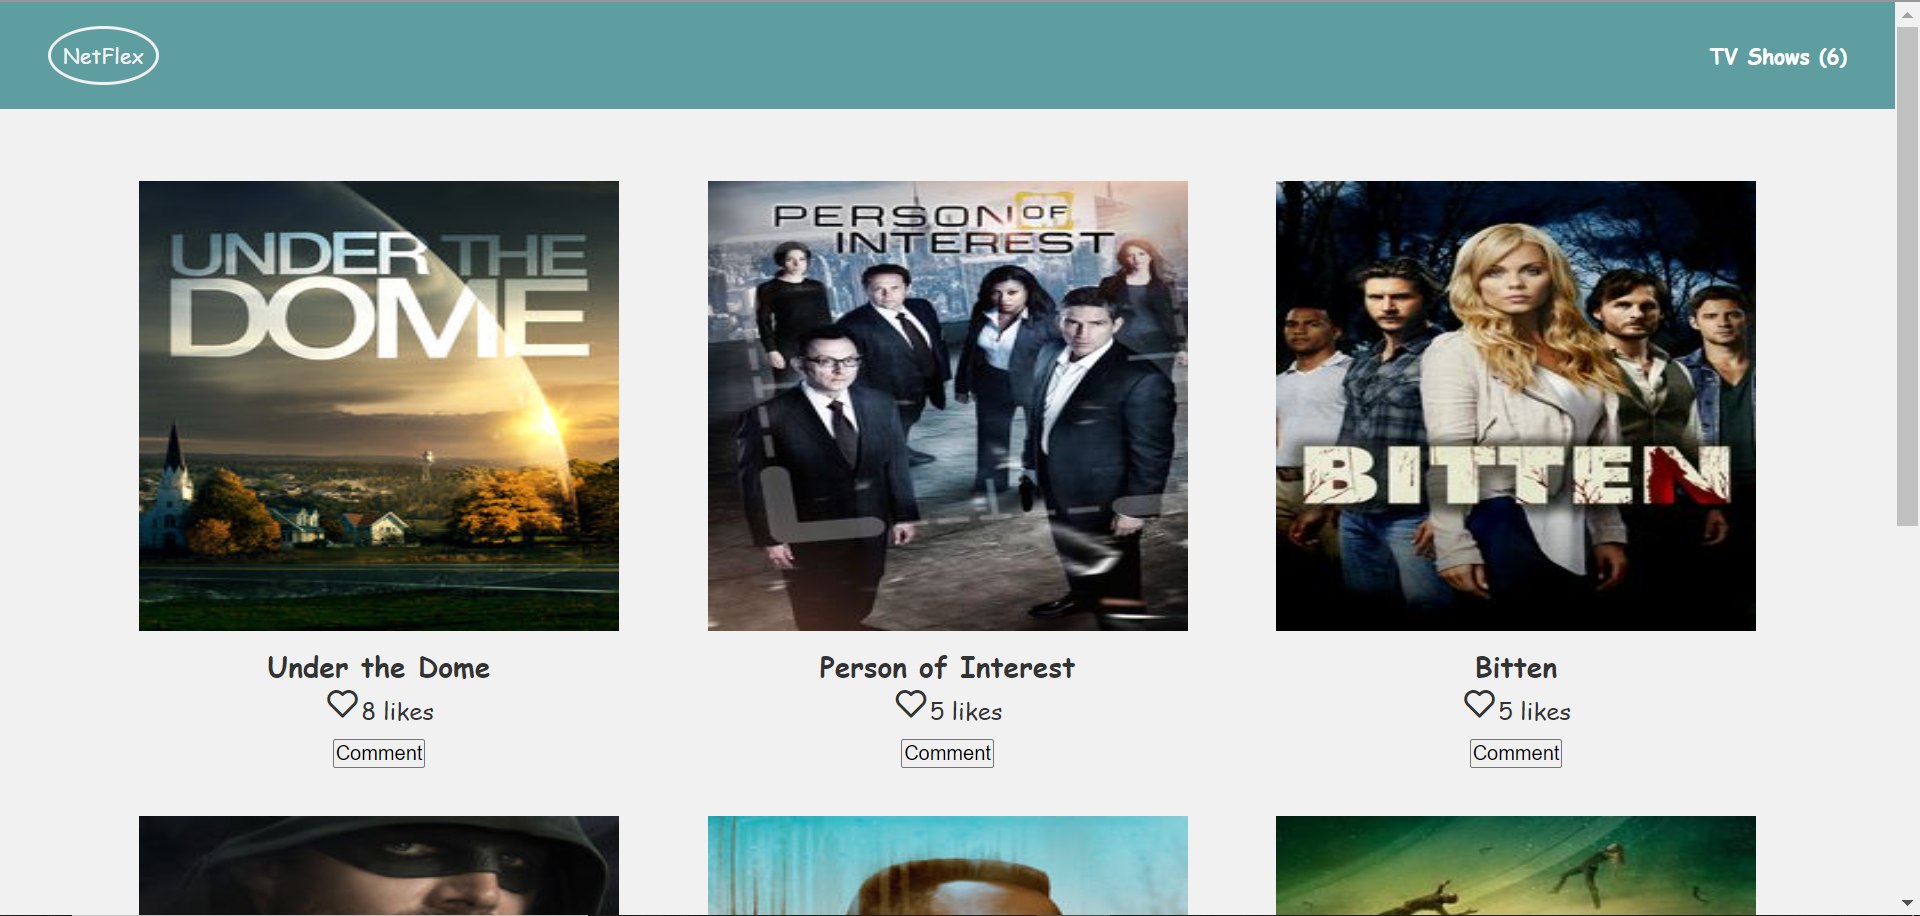 NetFlex
TV Shows (6)
UNDER THE
DOME
PERSON OF
INTEREST
BITTEN
Under the Dome
8 likes
Comment
Person of Interest
5 likes
Comment
Bitten
5 likes
Comment